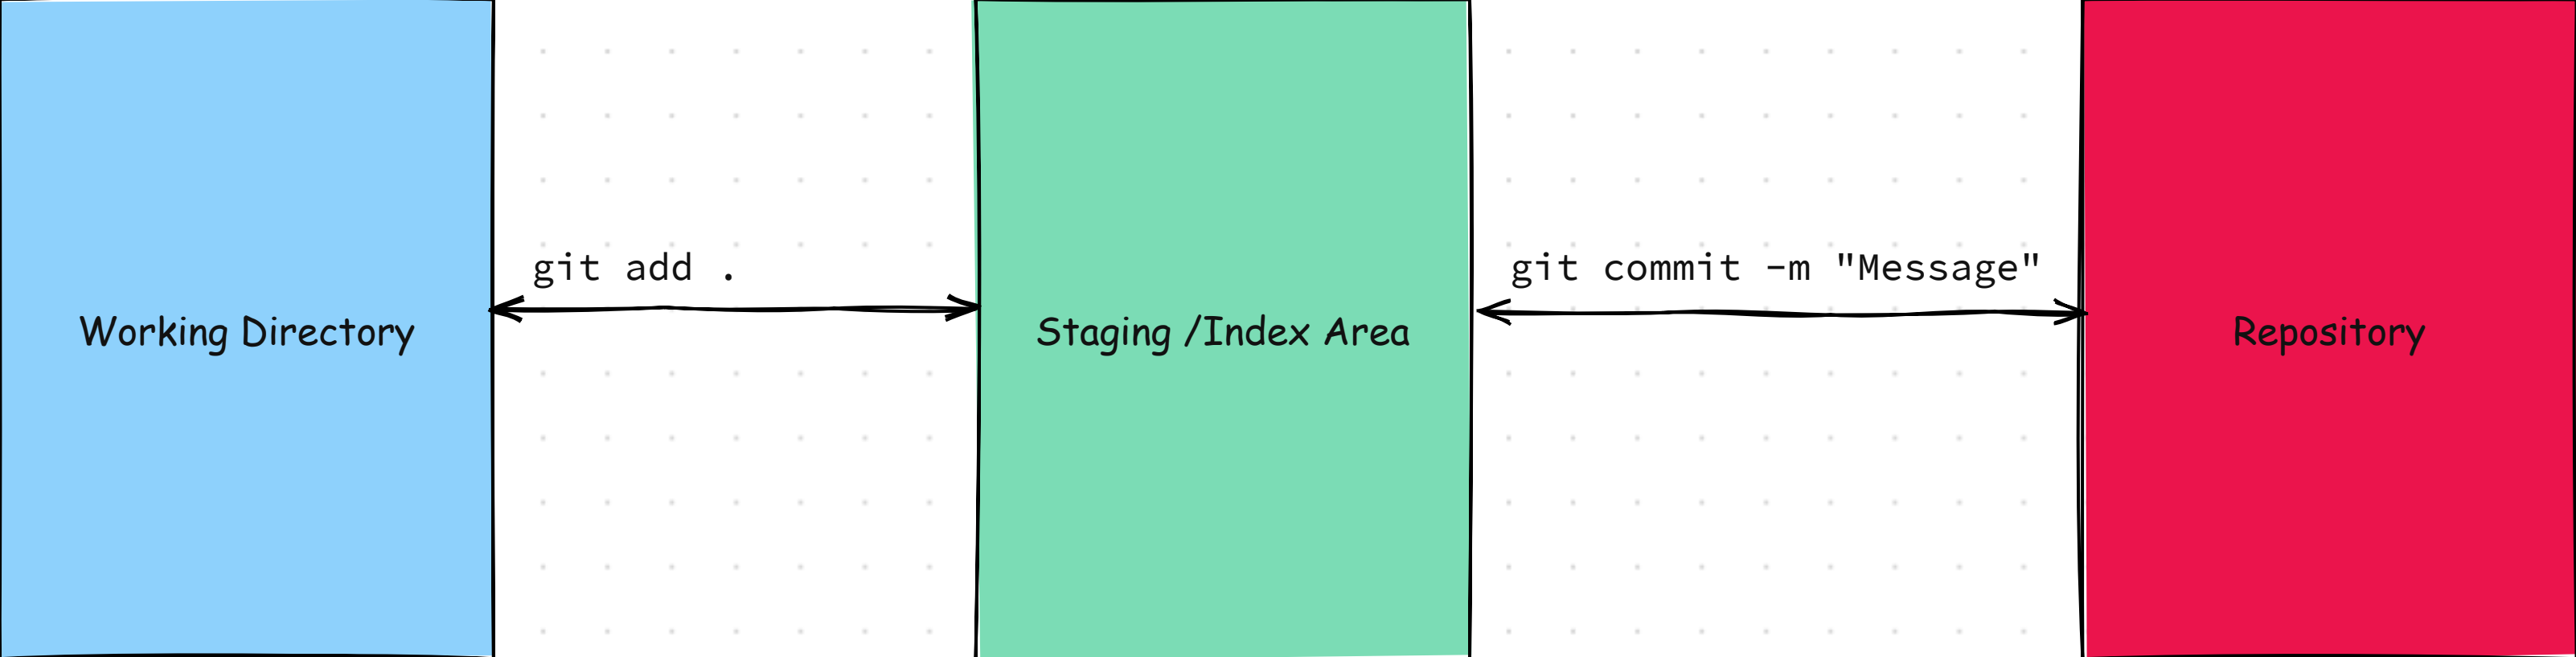 git add .
git commit -m "Message"
Working Directory
Staging /Index Area
Repository